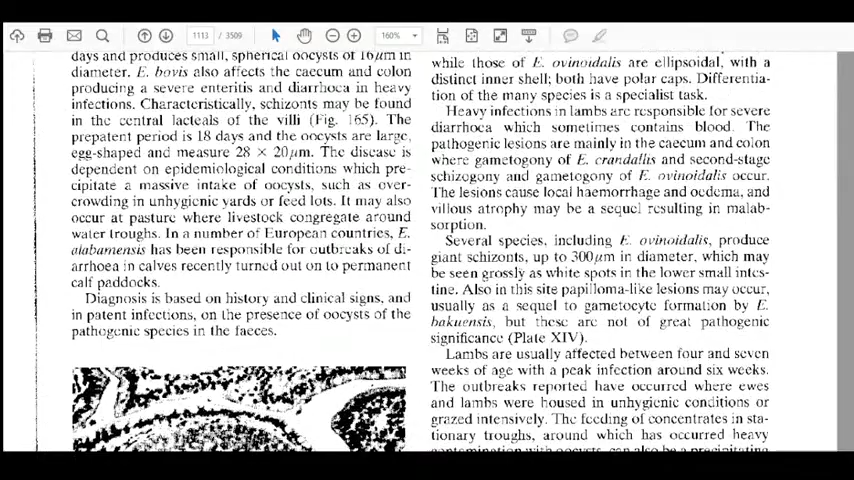 1113 / 3509
160%
days and produces small, spherical oocysts of 16μm in
diameter. E. bovis also affects the caecum and colon
producing a severe enteritis and diarrhoea in heavy
infections. Characteristically, schizonts may be found
in the central lacteals of the villi (Fig. 165). The
prepatent period is 18 days and the oocysts are large,
egg-shaped and measure 28 × 20μm. The disease is
dependent on epidemiological conditions which pre-
cipitate a massive intake of oocysts, such as over-
crowding in unhygienic yards or feed lots. It may also
occur at pasture where livestock congregate around
water troughs. In a number of European countries, E.
alabamensis has been responsible for outbreaks of di-
arrhoea in calves recently turned out on to permanent
calf paddocks.
Diagnosis is based on history and clinical signs, and
in patent infections, on the presence of oocysts of the
pathogenic species in the faeces.
while those of E. ovinoidalis are ellipsoidal, with a
distinct inner shell; both have polar caps. Differentia-
tion of the many species is a specialist task.
Heavy infections in lambs are responsible for severe
diarrhoea which sometimes contains blood. The
pathogenic lesions are mainly in the caecum and colon
where gametogony of E. crandallis and second-stage
schizogony and gametogony of E. ovinoidalis occur.
The lesions cause local haemorrhage and oedema, and
villous atrophy may be a sequel resulting in malab-
sorption.
Several species, including E. ovinoidalis, produce
giant schizonts, up to 300μm in diameter, which may
be seen grossly as white spots in the lower small intes-
tine. Also in this site papilloma-like lesions may occur,
usually as a sequel to gametocyte formation by E.
bakuensis, but these are not of great pathogenic
significance (Plate XIV).
Lambs are usually affected between four and seven
weeks of age with a peak infection around six weeks.
The outbreaks reported have occurred where ewes
and lambs were housed in unhygienic conditions or
grazed intensively. The feeding of concentrates in sta-
tionary troughs, around which has occurred heavy
contamination with oocysts, can also be a precipitating